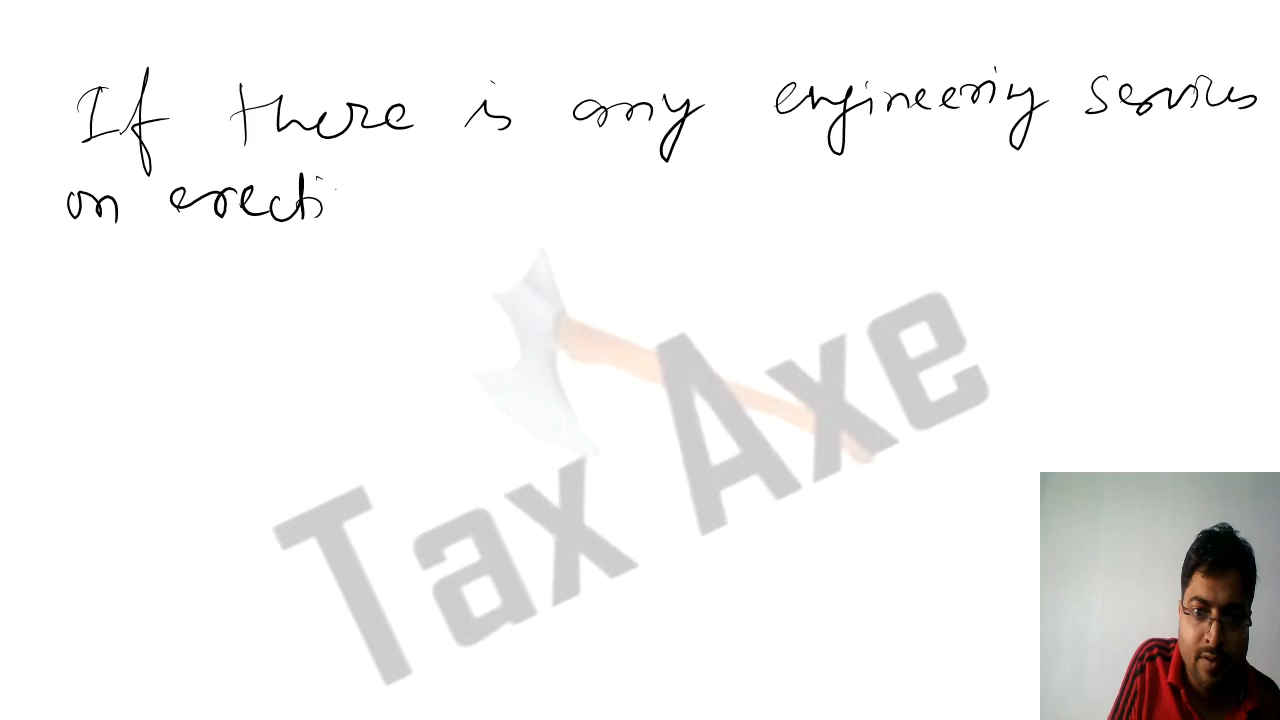 If there is any engineering services
on erecti
Tax Axe